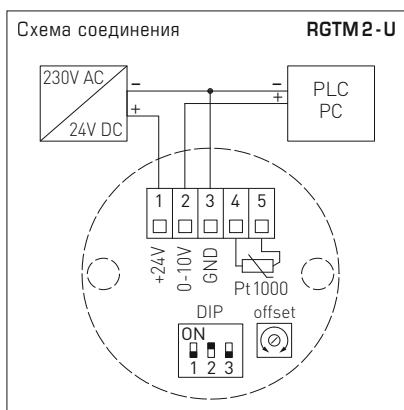 Схема соединения RGTM 2 - U
230V AC
24V DC
−
+
−
+
PLC
PC
1 2 3 4 5
+24V
0-10V
GND
Pt1000
DIP
offset
ON
1 2 3